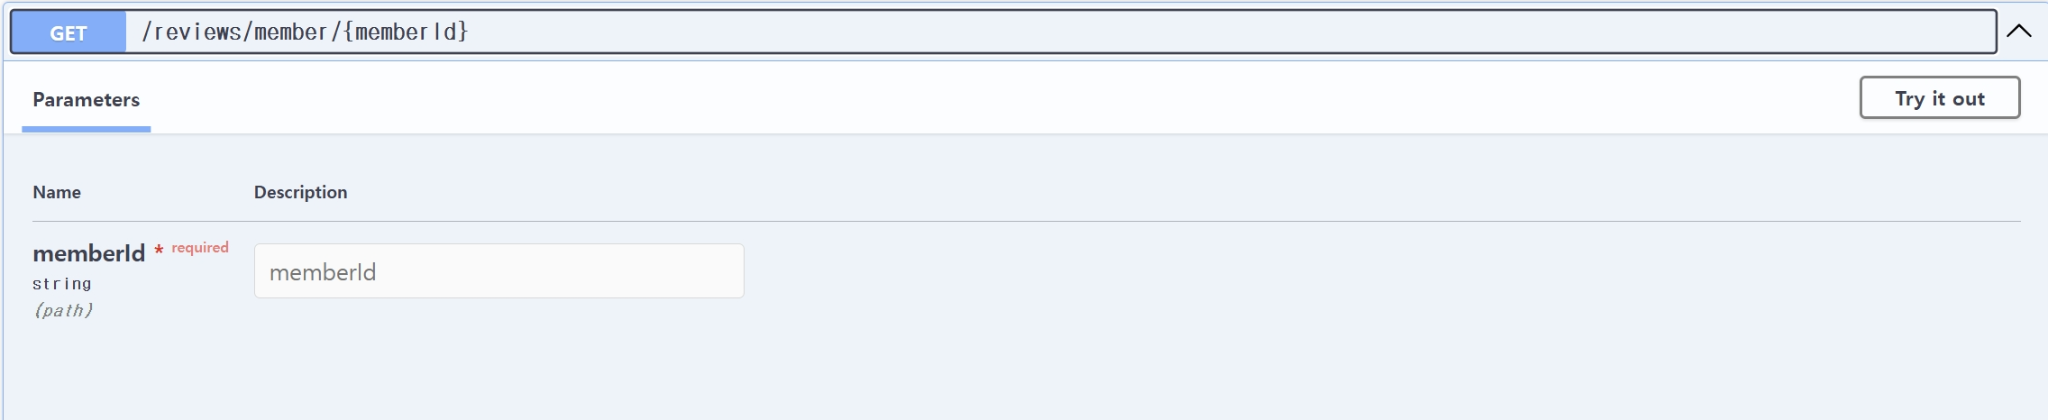 GET /reviews/member/{memberId}
Parameters
Try it out
Name Description
memberId * required
string
(path)
memberId